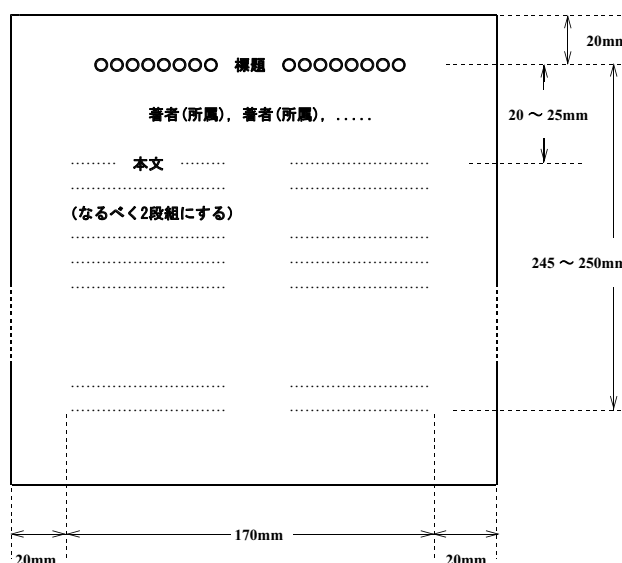 20mm
○○○○○○○○ 標題 ○○○○○○○○
著者(所属), 著者(所属), .....
20 ～ 25mm
......... 本文 .........
(なるべく2段組にする)
245 ～ 250mm
170mm
20mm
20mm